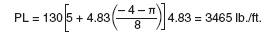 PL = 130[5 + 4.83(-4 - π / 8)] 4.83 = 3465 lb./ft.